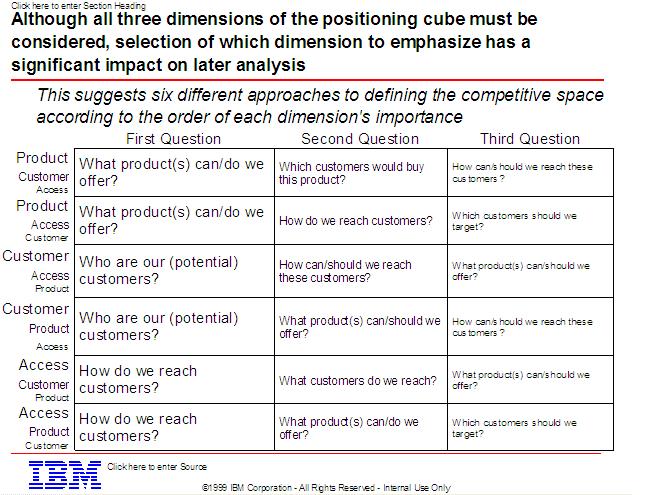 Click here to enter Section Heading
Although all three dimensions of the positioning cube must be
considered, selection of which dimension to emphasize has a
significant impact on later analysis
This suggests six different approaches to defining the competitive space
according to the order of each dimension's importance
First Question Second Question Third Question
Product
Customer
Access
What product(s) can/do we
offer?
Which customers would buy
this product?
How can/should we reach these
customers?
Product
Access
Customer
What product(s) can/do we
offer?
How do we reach customers?
Which customers should we
target?
Customer
Access
Product
Who are our (potential)
customers?
How can/should we reach
these customers?
What product(s) can/should we
offer?
Customer
Product
Access
Who are our (potential)
customers?
What product(s) can/should we
offer?
How can/should we reach these
customers?
Access
Customer
Product
How do we reach
customers?
What customers do we reach?
What product(s) can/should we
offer?
Access
Product
Customer
How do we reach
customers?
What product(s) can/do we
offer?
Which customers should we
target?
IBM
Click here to enter Source
©1999 IBM Corporation - All Rights Reserved - Internal Use Only